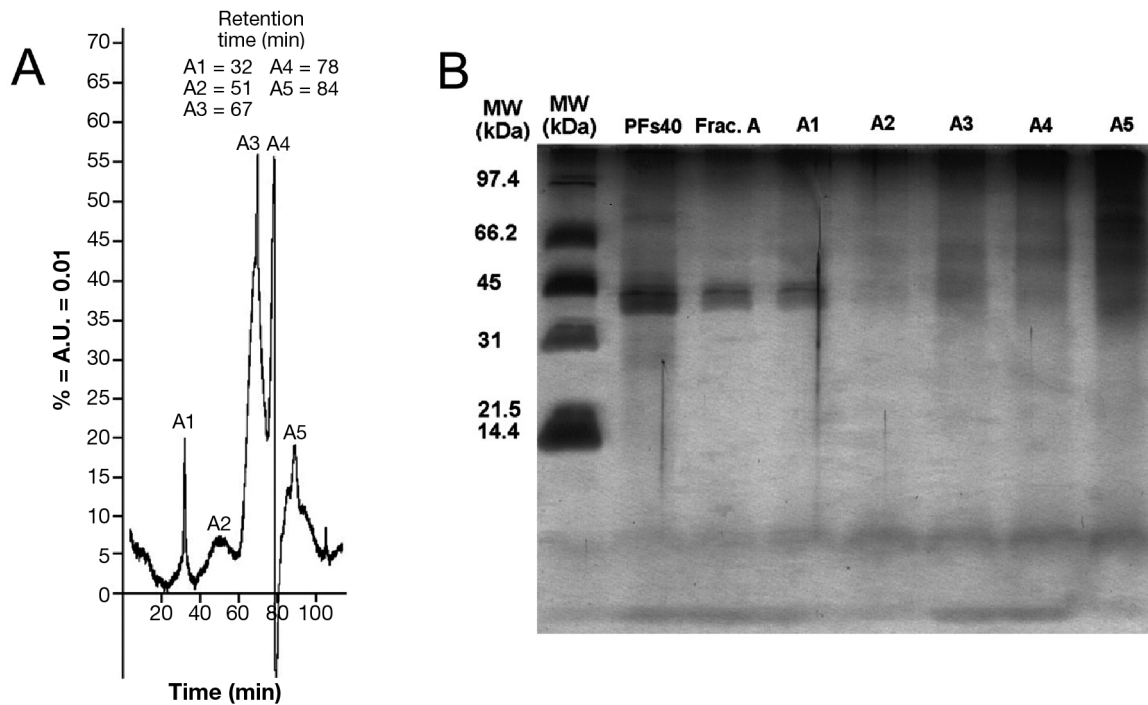 A
Retention
time (min)
A1 = 32 A4 = 78
A2 = 51 A5 = 84
A3 = 67
70
65
60
55
50
45
40
35
30
25
20
15
10
5
0
% = A.U. = 0.01
A1
A2
A3
A4
A5
20 40 60 80 100
Time (min)
B
MW
(kDa)
MW
(kDa)
PFs40 Frac. A A1 A2 A3 A4 A5
97.4
66.2
45
31
21.5
14.4